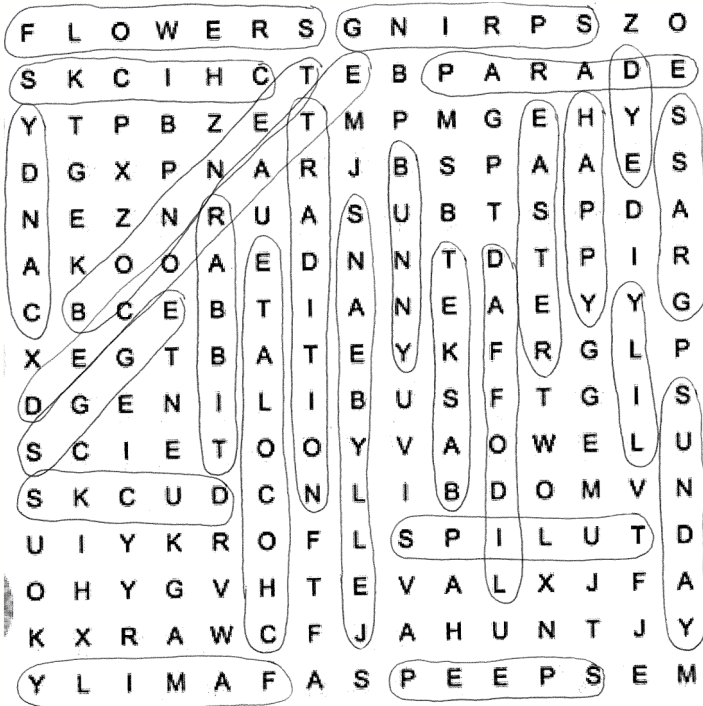 F L O W E R S G N I R P S Z O
S K C I H C T E B P A R A D E
Y T P B Z E T M P M G E H Y S
D G X P N A R J B S P A A E S
N E Z N R U A S U B T S P D A
A K O O A E D N N T D T P I R
C B C E B T I A N E A E Y Y G
X E G T B A T E Y K F R G L P
D G E N I L I B U S F T G I S
S C I E T O O Y V A O W E L U
S K C U D C N L I B D O M V N
U I Y K R O F L S P I L U T D
O H Y G V H T E V A L X J F A
K X R A W C F J A H U N T J Y
Y L I M A F A S P E E P S E M